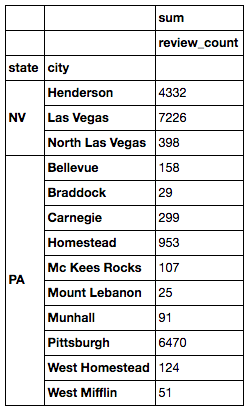 sum
review_count
state city
NV Henderson 4332
Las Vegas 7226
North Las Vegas 398
PA Bellevue 158
Braddock 29
Carnegie 299
Homestead 953
Mc Kees Rocks 107
Mount Lebanon 25
Munhall 91
Pittsburgh 6470
West Homestead 124
West Mifflin 51